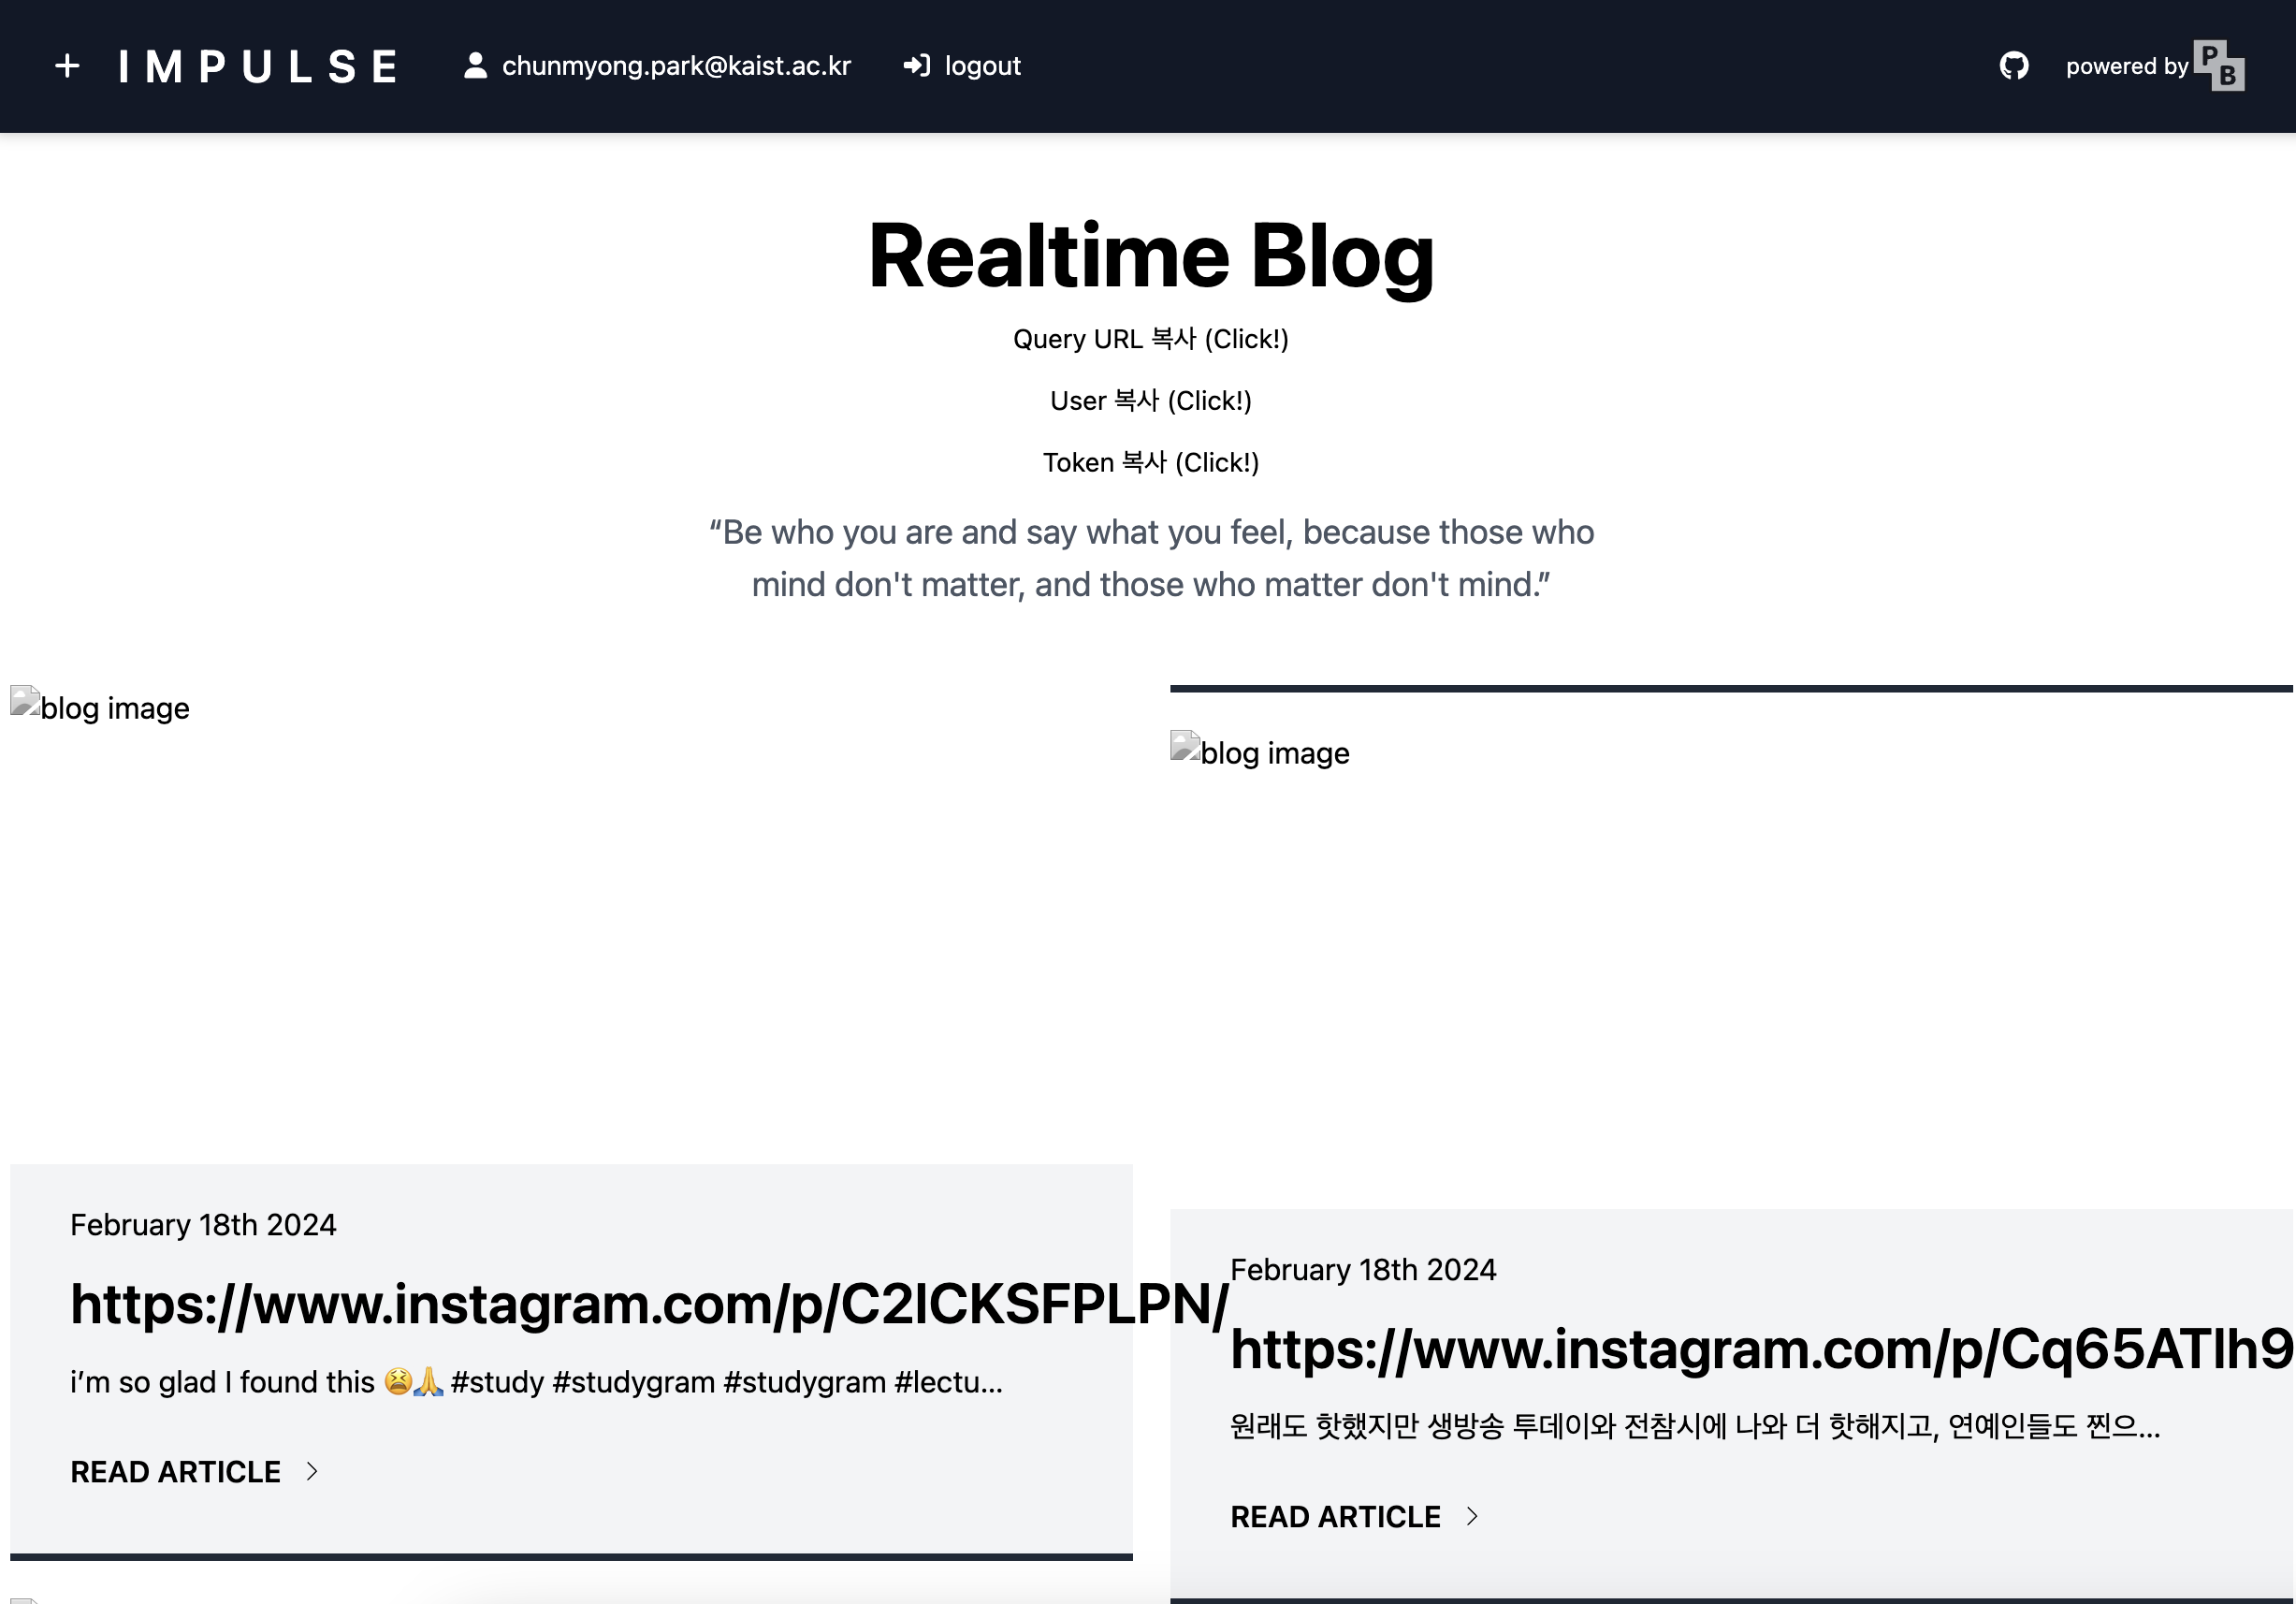 + IMPULSE chunmyong.park@kaist.ac.kr logout powered by PB
Realtime Blog
Query URL 복사 (Click!)
User 복사 (Click!)
Token 복사 (Click!)
“Be who you are and say what you feel, because those who
mind don't matter, and those who matter don't mind.”
blog image
February 18th 2024
https://www.instagram.com/p/C2ICKSFPLPN/
i’m so glad I found this 😫🙏 #study #studygram #studygram #lectu...
READ ARTICLE
blog image
February 18th 2024
https://www.instagram.com/p/Cq65ATlh9
원래도 핫했지만 생방송 투데이와 전참시에 나와 더 핫해지고, 연예인들도 찐으...
READ ARTICLE